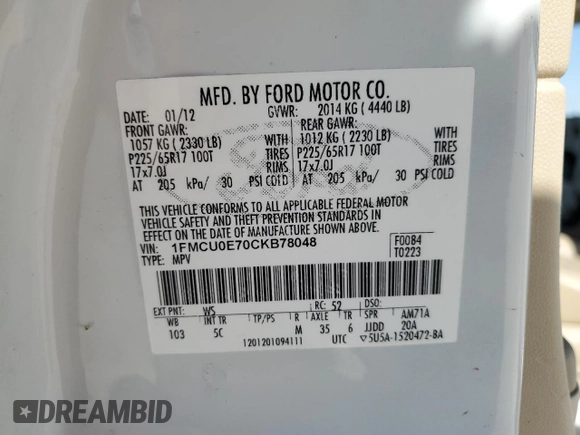 MFD. BY FORD MOTOR CO.
DATE: 01/12 GVWR: 2014 KG ( 4440 LB)
FRONT GAWR: REAR GAWR:
1057 KG ( 2330 LB) WITH 1012 KG ( 2230 LB) WITH
P225/65R17 100T TIRES P225/65R17 100T TIRES
17x7.0J RIMS 17x7.0J RIMS
AT 205 kPa/ 30 PSI COLD AT 205 kPa/ 30 PSI COLD
THIS VEHICLE CONFORMS TO ALL APPLICABLE FEDERAL MOTOR
VEHICLE SAFETY AND THEFT PREVENTION STANDARDS IN
EFFECT ON THE DATE OF MANUFACTURE SHOWN ABOVE.
VIN: 1FMCU0E70CKB78048 F0084
TYPE: MPV T0223
EXT PNT: WS RC: 52 DSO:
WB INT TR TP/PS R AXLE TR SPR AM71A
103 5C M 35 6 JJDD 20A
1201201094111 UTC ▽5U5A-1520472-BA
DREAMBID